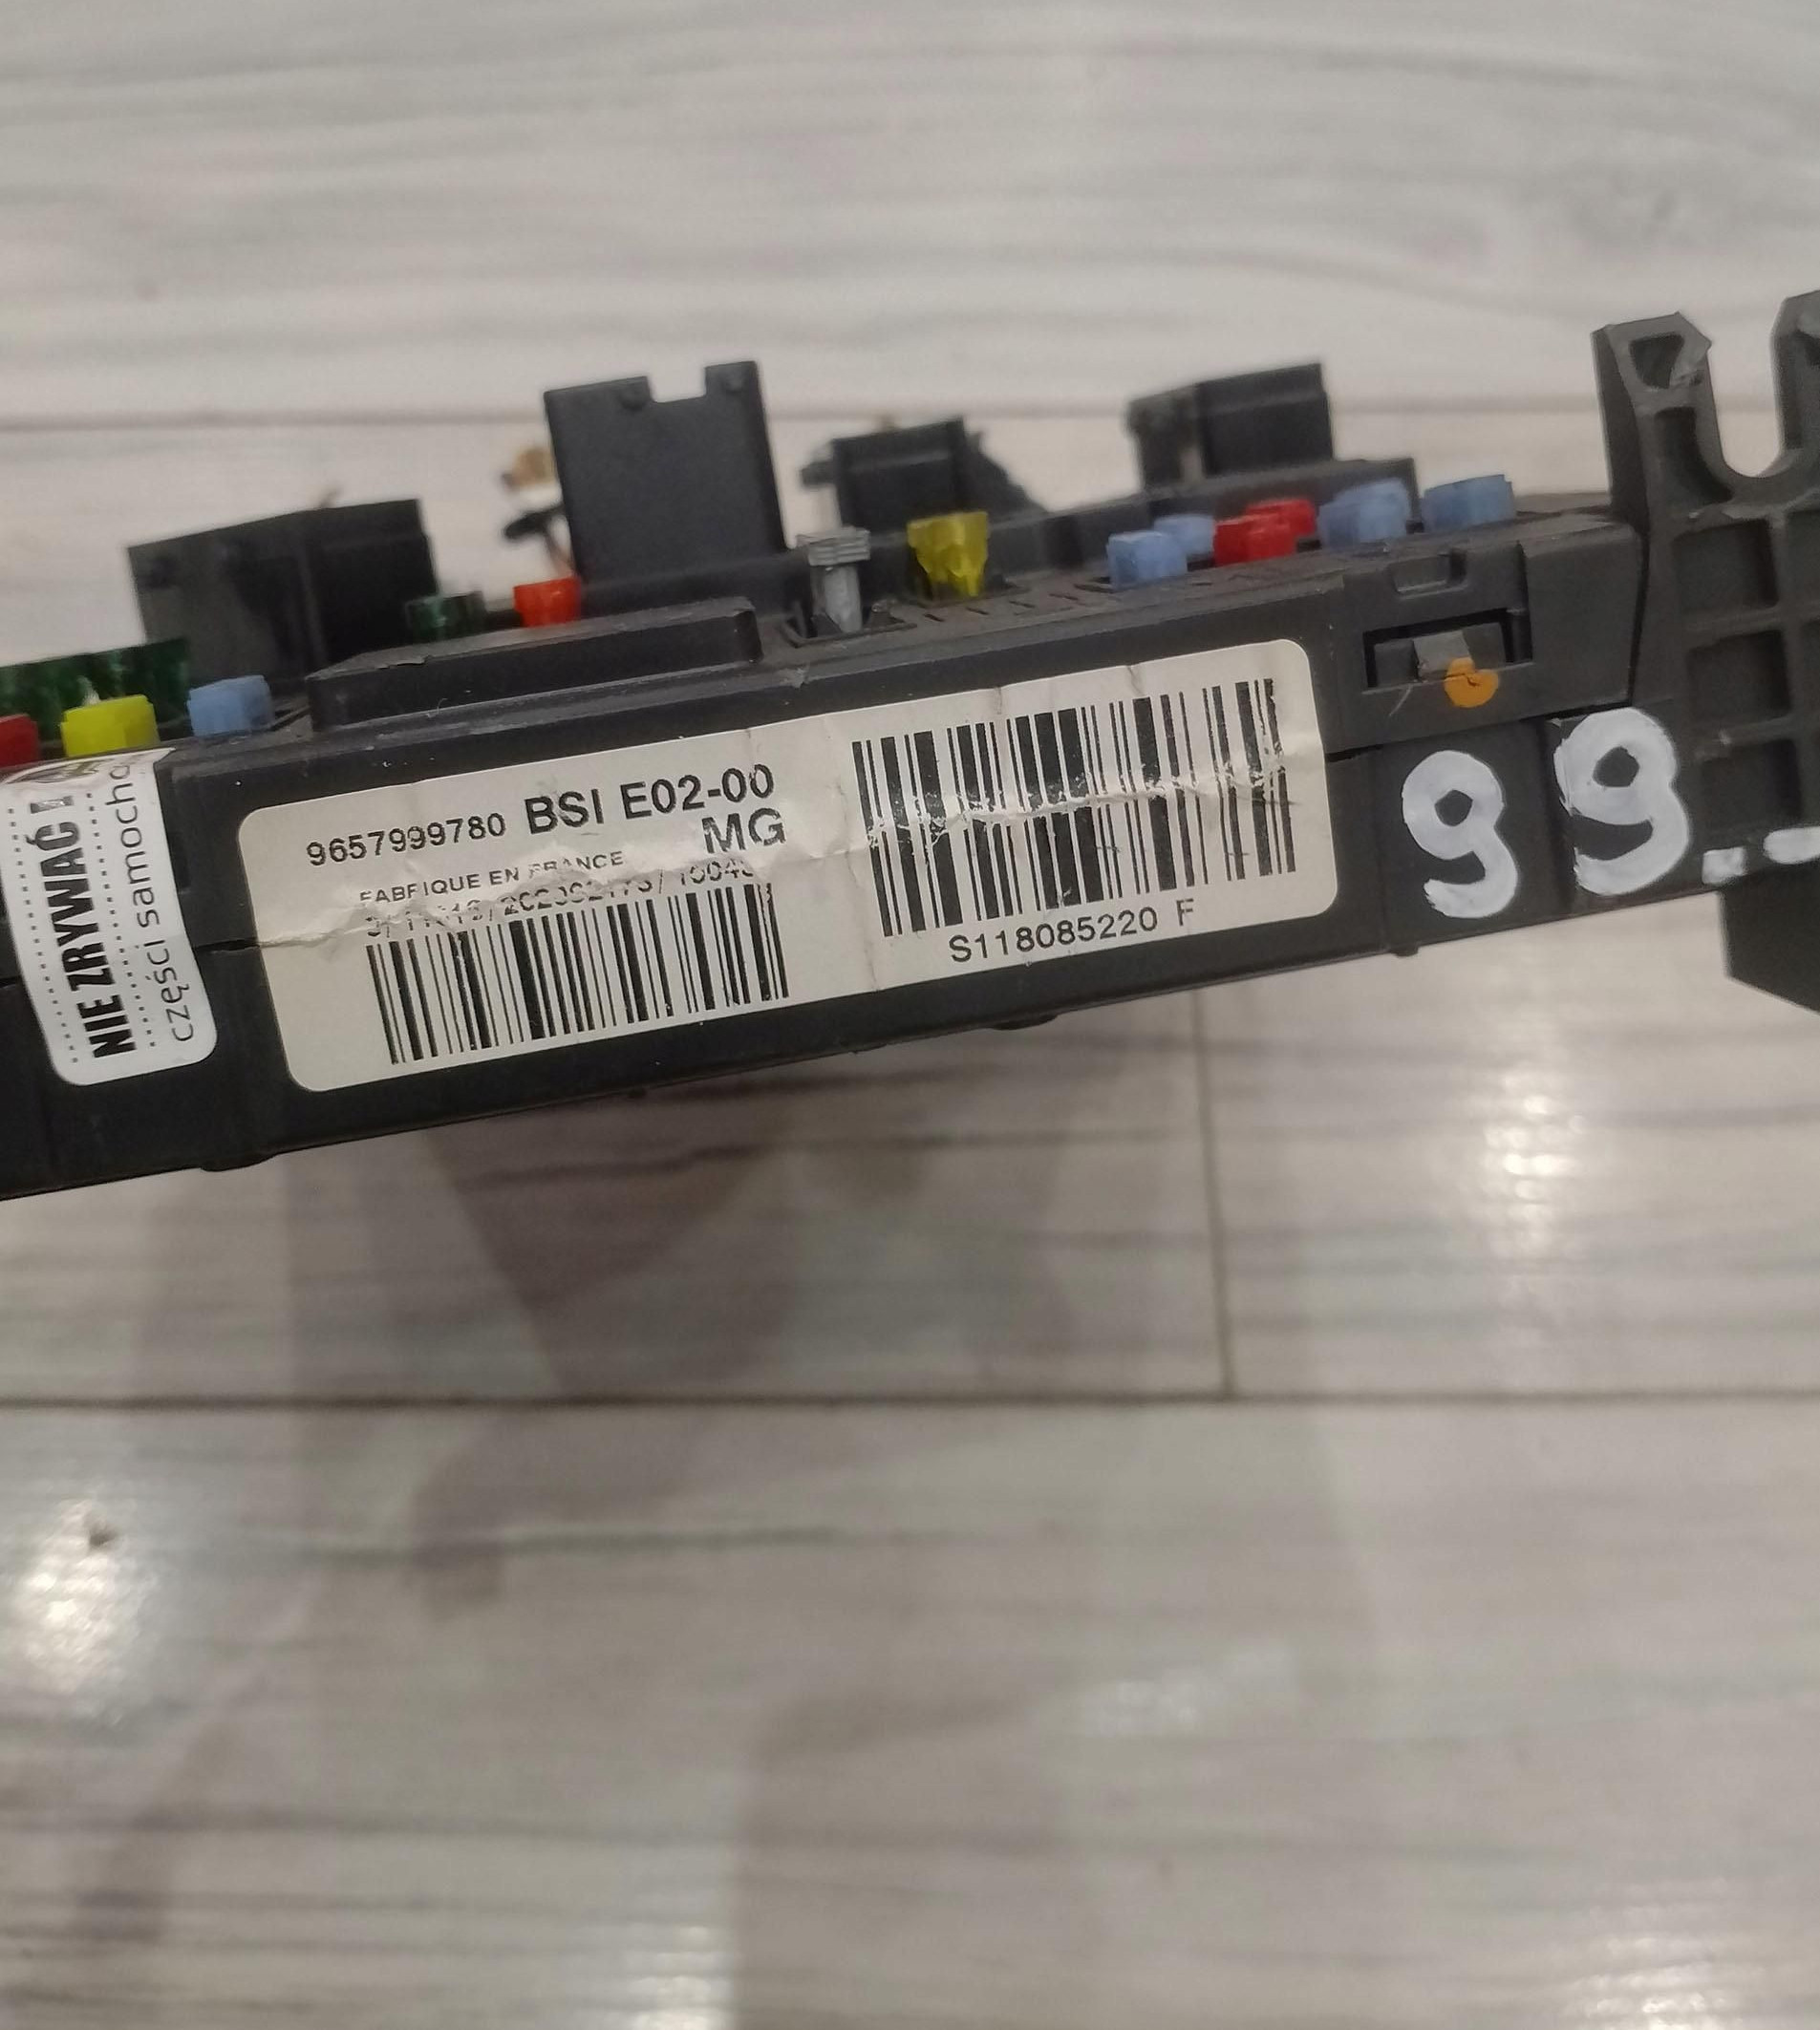 NIE ZRYWAĆ !
części samocho
9657999780 BSI E02-00
MG
FABRIQUE EN FRANCE
S118085220 F
99